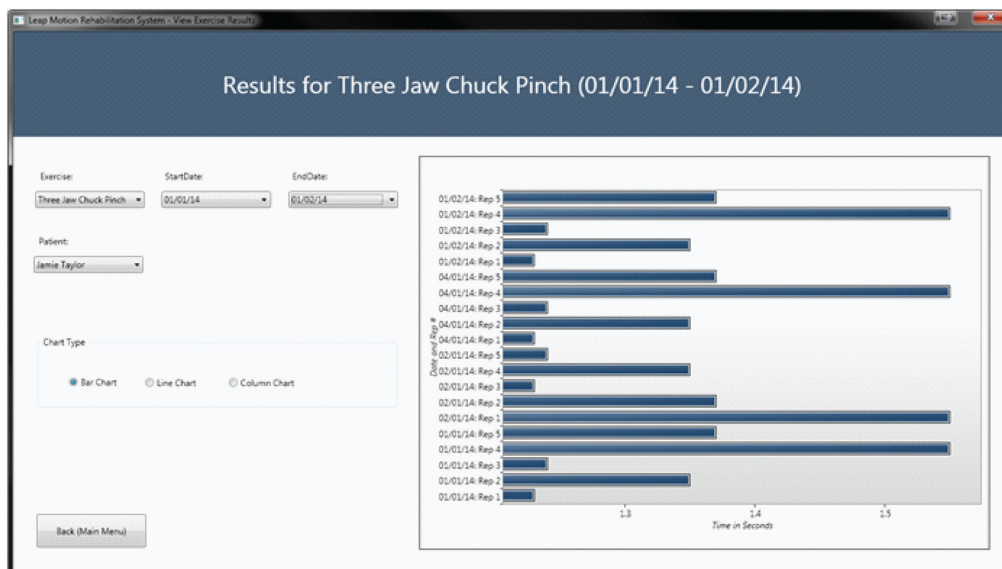 Leap Motion Rehabilitation System - View Exercise Results
Results for Three Jaw Chuck Pinch (01/01/14 - 01/02/14)
Exercise: StartDate: EndDate:
Three Jaw Chuck Pinch 01/01/14 01/02/14
Patient:
Jamie Taylor
Chart Type
Bar Chart Line Chart Column Chart
Back (Main Menu)
Date and Rep #
01/02/14: Rep 5
01/02/14: Rep 4
01/02/14: Rep 3
01/02/14: Rep 2
01/02/14: Rep 1
04/01/14: Rep 5
04/01/14: Rep 4
04/01/14: Rep 3
04/01/14: Rep 2
04/01/14: Rep 1
02/01/14: Rep 5
02/01/14: Rep 4
02/01/14: Rep 3
02/01/14: Rep 2
02/01/14: Rep 1
01/01/14: Rep 5
01/01/14: Rep 4
01/01/14: Rep 3
01/01/14: Rep 2
01/01/14: Rep 1
1.3 1.4 1.5
Time in Seconds